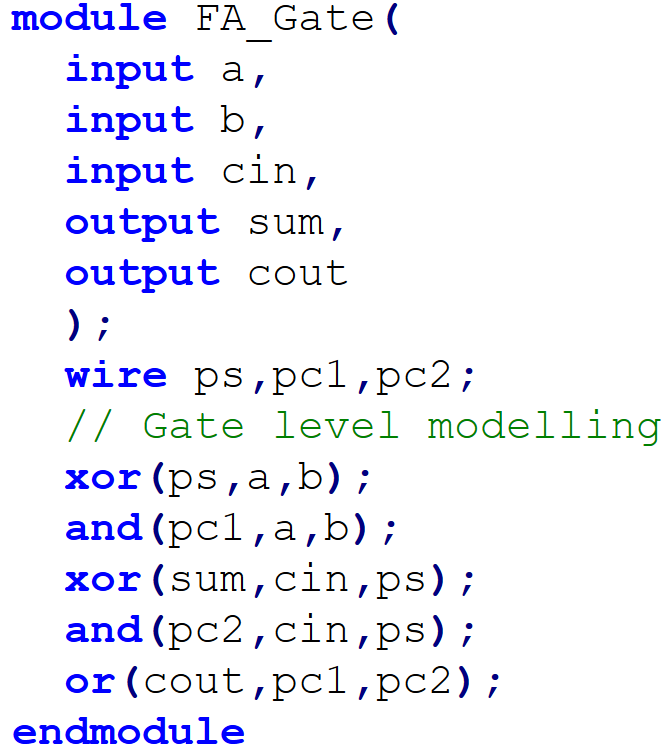 module FA_Gate(
input a,
input b,
input cin,
output sum,
output cout
);
wire ps,pc1,pc2;
// Gate level modelling
xor(ps,a,b);
and(pc1,a,b);
xor(sum,cin,ps);
and(pc2,cin,ps);
or(cout,pc1,pc2);
endmodule